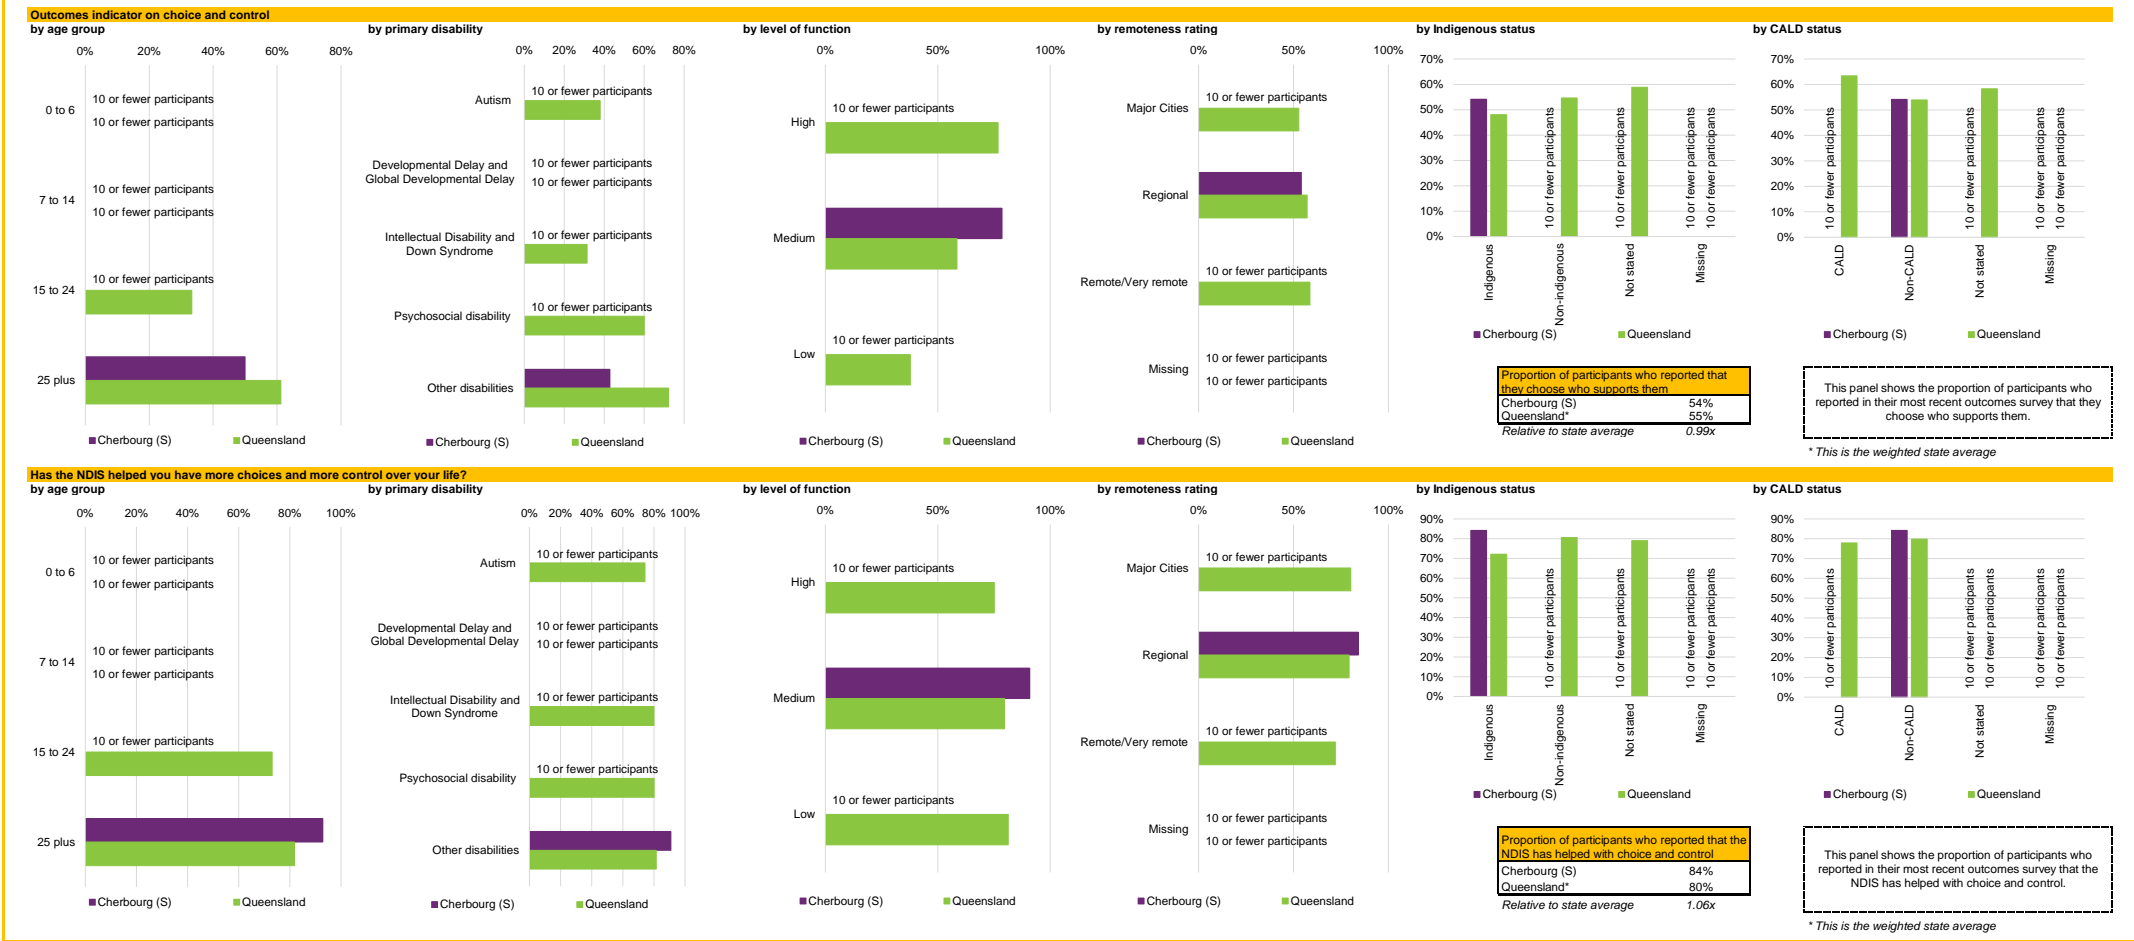 Outcomes indicator on choice and control
by age group
0% 20% 40% 60% 80%
0 to 6
10 or fewer participants
10 or fewer participants
7 to 14
10 or fewer participants
10 or fewer participants
15 to 24
10 or fewer participants
25 plus
Cherbourg (S) Queensland
by primary disability
0% 20% 40% 60% 80%
Autism
10 or fewer participants
Developmental Delay and
Global Developmental Delay
10 or fewer participants
10 or fewer participants
Intellectual Disability and
Down Syndrome
10 or fewer participants
Psychosocial disability
10 or fewer participants
Other disabilities
Cherbourg (S) Queensland
by level of function
0% 50% 100%
High
10 or fewer participants
Medium
Low
10 or fewer participants
Cherbourg (S) Queensland
by remoteness rating
0% 50% 100%
Major Cities
10 or fewer participants
Regional
Remote/Very remote
10 or fewer participants
Missing
10 or fewer participants
10 or fewer participants
Cherbourg (S) Queensland
by Indigenous status
70%
60%
50%
40%
30%
20%
10%
0%
10 or fewer participants
10 or fewer participants
10 or fewer participants
10 or fewer participants
Indigenous
Non-indigenous
Not stated
Missing
Cherbourg (S) Queensland
Proportion of participants who reported that
they choose who supports them
Cherbourg (S) 54%
Queensland* 55%
Relative to state average 0.99x
by CALD status
70%
60%
50%
40%
30%
20%
10%
0%
10 or fewer participants
10 or fewer participants
10 or fewer participants
10 or fewer participants
CALD
Non-CALD
Not stated
Missing
Cherbourg (S) Queensland
This panel shows the proportion of participants who
reported in their most recent outcomes survey that they
choose who supports them.
* This is the weighted state average
Has the NDIS helped you have more choices and more control over your life?
by age group
0% 20% 40% 60% 80% 100%
0 to 6
10 or fewer participants
10 or fewer participants
7 to 14
10 or fewer participants
10 or fewer participants
15 to 24
10 or fewer participants
25 plus
Cherbourg (S) Queensland
by primary disability
0% 20% 40% 60% 80% 100%
Autism
10 or fewer participants
Developmental Delay and
Global Developmental Delay
10 or fewer participants
10 or fewer participants
Intellectual Disability and
Down Syndrome
10 or fewer participants
Psychosocial disability
10 or fewer participants
Other disabilities
Cherbourg (S) Queensland
by level of function
0% 50% 100%
High
10 or fewer participants
Medium
Low
10 or fewer participants
Cherbourg (S) Queensland
by remoteness rating
0% 50% 100%
Major Cities
10 or fewer participants
Regional
Remote/Very remote
10 or fewer participants
Missing
10 or fewer participants
10 or fewer participants
Cherbourg (S) Queensland
by Indigenous status
90%
80%
70%
60%
50%
40%
30%
20%
10%
0%
10 or fewer participants
10 or fewer participants
10 or fewer participants
10 or fewer participants
Indigenous
Non-indigenous
Not stated
Missing
Cherbourg (S) Queensland
Proportion of participants who reported that the
NDIS has helped with choice and control
Cherbourg (S) 84%
Queensland* 80%
Relative to state average 1.06x
by CALD status
90%
80%
70%
60%
50%
40%
30%
20%
10%
0%
10 or fewer participants
10 or fewer participants
10 or fewer participants
10 or fewer participants
10 or fewer participants
CALD
Non-CALD
Not stated
Missing
Cherbourg (S) Queensland
This panel shows the proportion of participants who
reported in their most recent outcomes survey that the
NDIS has helped with choice and control.
* This is the weighted state average